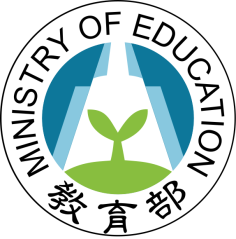 MINISTRY OF EDUCATION
教育部